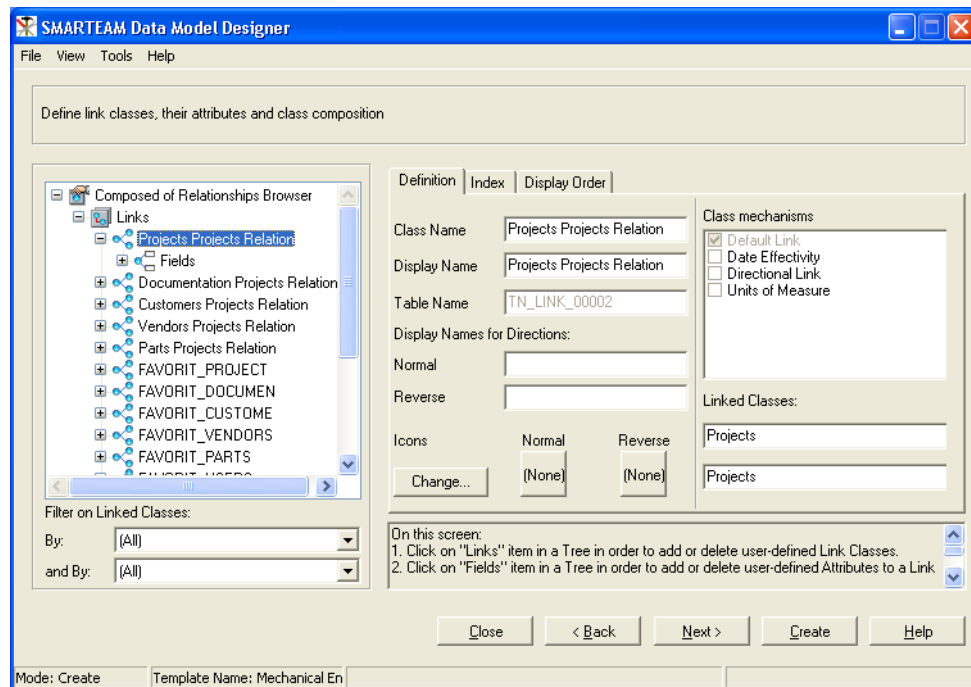 SMARTEAM Data Model Designer
File View Tools Help
Define link classes, their attributes and class composition
Composed of Relationships Browser
Links
Projects Projects Relation
Fields
Documentation Projects Relation
Customers Projects Relation
Vendors Projects Relation
Parts Projects Relation
FAVORIT_PROJECT
FAVORIT_DOCUMEN
FAVORIT_CUSTOME
FAVORIT_VENDORS
FAVORIT_PARTS
Filter on Linked Classes:
By: (All)
and By: (All)
Definition Index Display Order
Class Name Projects Projects Relation
Display Name Projects Projects Relation
Table Name TN_LINK_00002
Display Names for Directions:
Normal
Reverse
Icons Normal Reverse
Change... (None) (None)
Class mechanisms
Default Link
Date Effectivity
Directional Link
Units of Measure
Linked Classes:
Projects
Projects
On this screen:
1. Click on "Links" item in a Tree in order to add or delete user-defined Link Classes.
2. Click on "Fields" item in a Tree in order to add or delete user-defined Attributes to a Link
Close < Back Next > Create Help
Mode: Create Template Name: Mechanical En